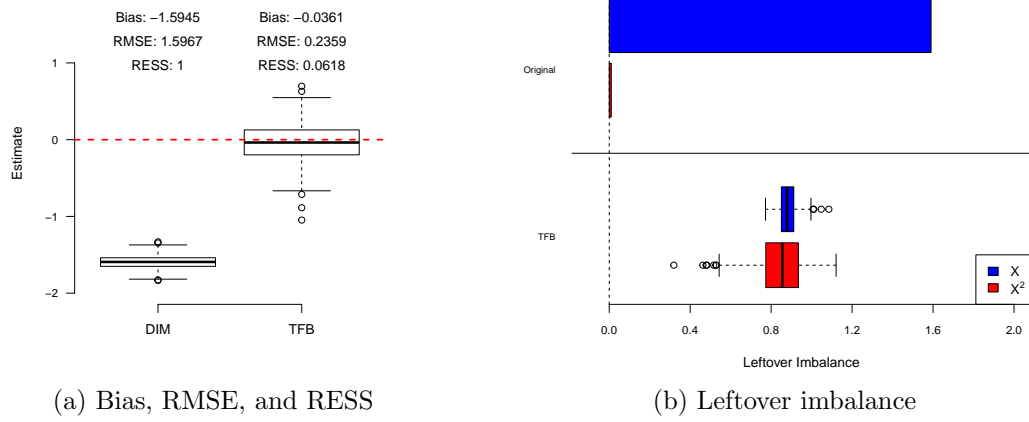 Bias: −1.5945 Bias: −0.0361
RMSE: 1.5967 RMSE: 0.2359
RESS: 1 RESS: 0.0618
1
0
−1
−2
Estimate
DIM TFB
(a) Bias, RMSE, and RESS
Original
TFB
X
X²
0.0 0.4 0.8 1.2 1.6 2.0
Leftover Imbalance
(b) Leftover imbalance